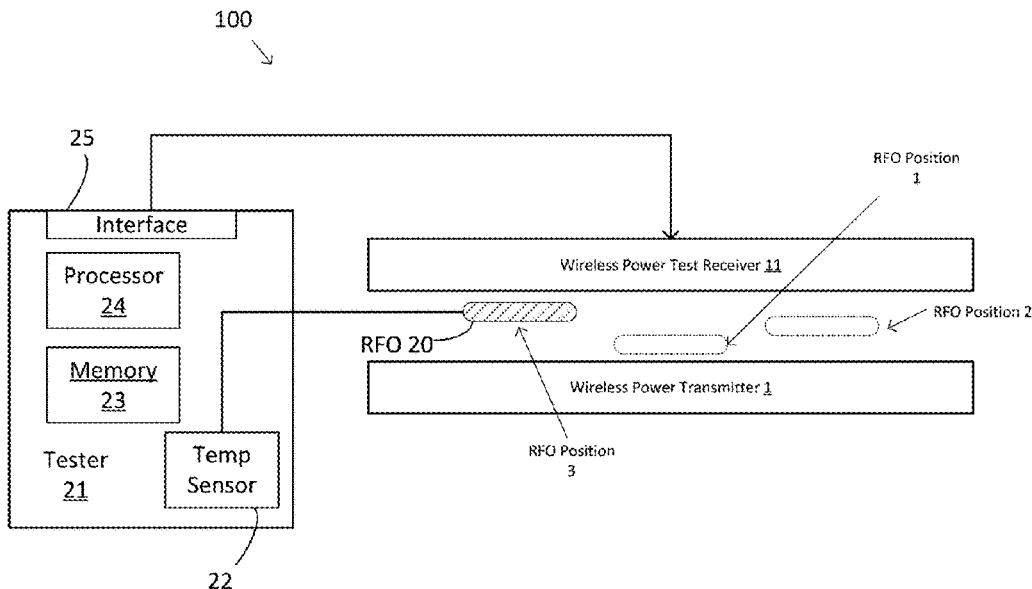 100
25
Interface
Processor
24
Memory
23
Tester
21
Temp
Sensor
22
RFO Position
1
Wireless Power Test Receiver 11
RFO Position 2
RFO 20
Wireless Power Transmitter 1
RFO Position
3